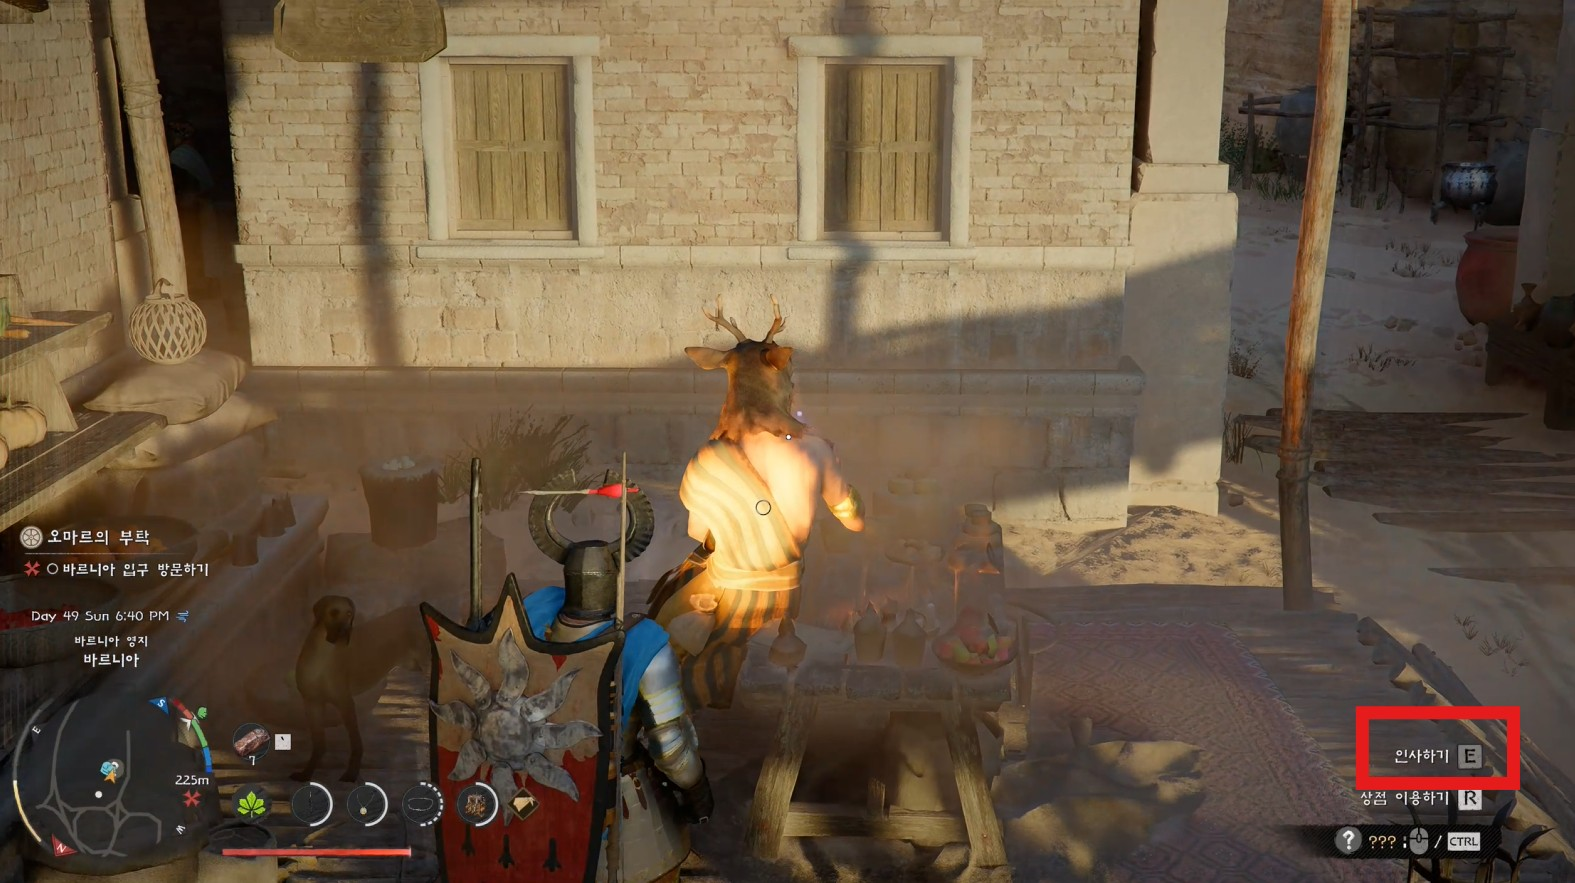 오마르의 부탁
바르니아 입구 방문하기
Day 49 Sun 6:40 PM
바르니아 영지
바르니아
S
E
225m
W
N
7
인사하기 E
상점 이용하기 R
? ??? : / CTRL